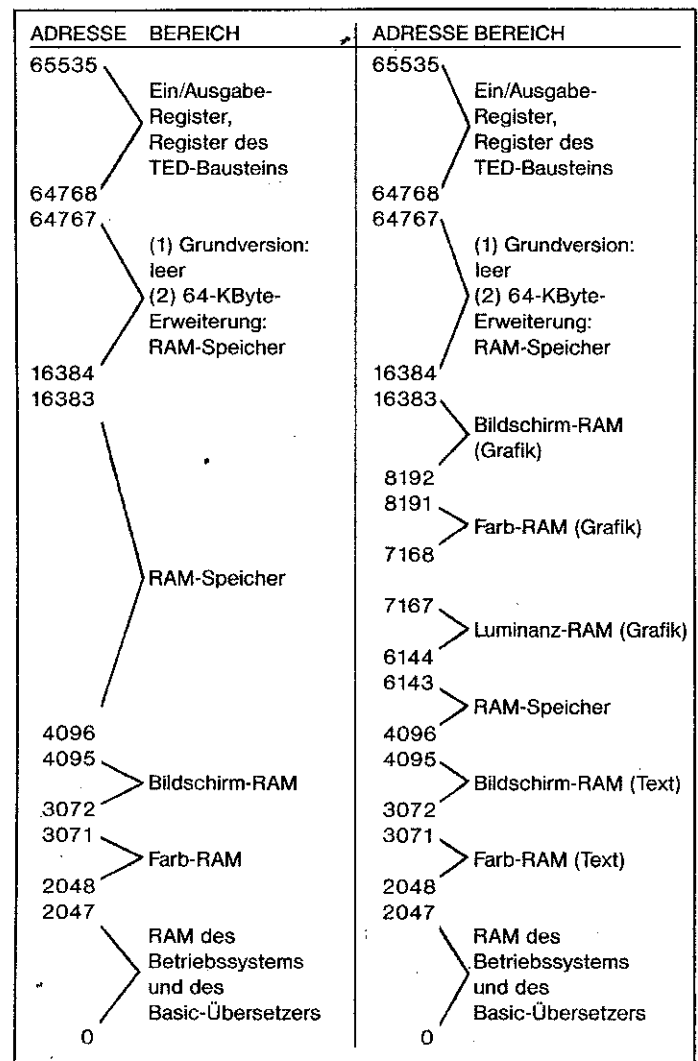 ADRESSE BEREICH
65535
Ein/Ausgabe-
Register,
Register des
TED-Bausteins
64768
64767
(1) Grundversion:
leer
(2) 64-KByte-
Erweiterung:
RAM-Speicher
16384
16383
RAM-Speicher
4096
4095
Bildschirm-RAM
3072
3071
Farb-RAM
2048
2047
RAM des
Betriebssystems
und des
Basic-Übersetzers
0
ADRESSE BEREICH
65535
Ein/Ausgabe-
Register,
Register des
TED-Bausteins
64768
64767
(1) Grundversion:
leer
(2) 64-KByte-
Erweiterung:
RAM-Speicher
16384
16383
Bildschirm-RAM
(Grafik)
8192
8191
Farb-RAM (Grafik)
7168
7167
Luminanz-RAM (Grafik)
6144
6143
RAM-Speicher
4096
4095
Bildschirm-RAM (Text)
3072
3071
Farb-RAM (Text)
2048
2047
RAM des
Betriebssystems
und des
Basic-Übersetzers
0